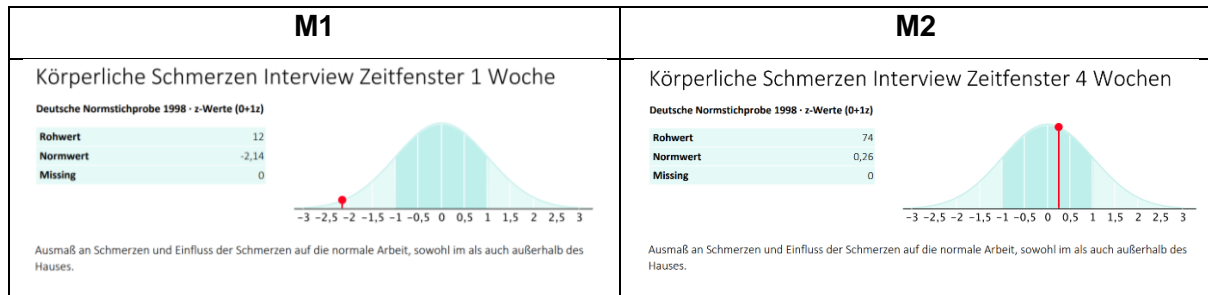 M1
M2
Körperliche Schmerzen Interview Zeitfenster 1 Woche
Deutsche Normstichprobe 1998 · z-Werte (0+1z)
Rohwert 12
Normwert -2,14
Missing 0
-3 -2,5 -2 -1,5 -1 -0,5 0 0,5 1 1,5 2 2,5 3
Ausmaß an Schmerzen und Einfluss der Schmerzen auf die normale Arbeit, sowohl im als auch außerhalb des
Hauses.
Körperliche Schmerzen Interview Zeitfenster 4 Wochen
Deutsche Normstichprobe 1998 · z-Werte (0+1z)
Rohwert 74
Normwert 0,26
Missing 0
-3 -2,5 -2 -1,5 -1 -0,5 0 0,5 1 1,5 2 2,5 3
Ausmaß an Schmerzen und Einfluss der Schmerzen auf die normale Arbeit, sowohl im als auch außerhalb des
Hauses.